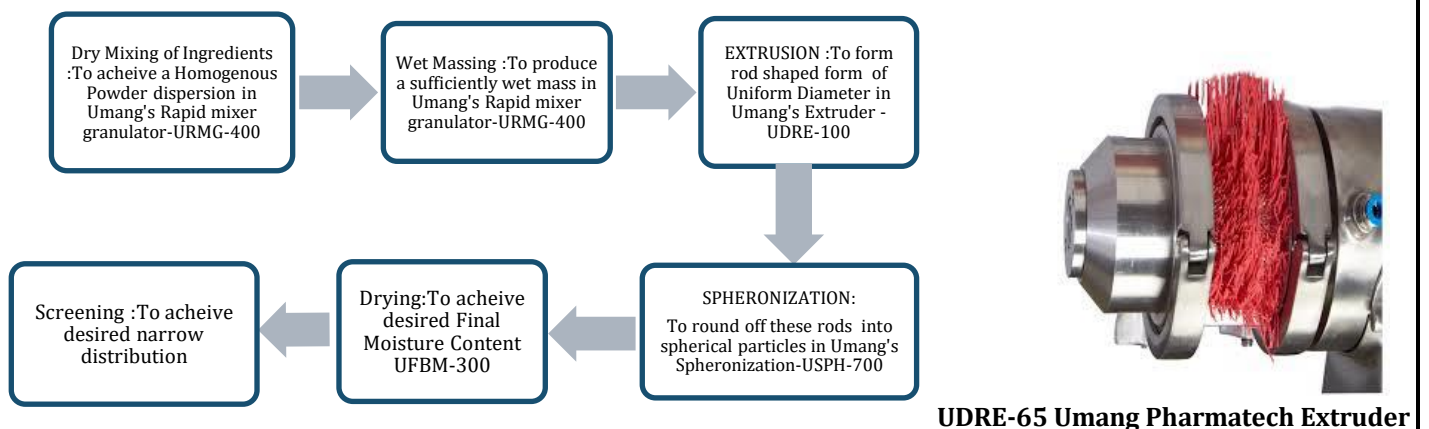 Dry Mixing of Ingredients
:To acheive a Homogenous
Powder dispersion in
Umang's Rapid mixer
granulator-URMG-400
Wet Massing :To produce
a sufficiently wet mass in
Umang's Rapid mixer
granulator-URMG-400
EXTRUSION :To form
rod shaped form of
Uniform Diameter in
Umang's Extruder -
UDRE-100
SPHERONIZATION:
To round off these rods into
spherical particles in Umang's
Spheronization-USPH-700
Drying:To acheive
desired Final
Moisture Content
UFBM-300
Screening :To acheive
desired narrow
distribution
UDRE-65 Umang Pharmatech Extruder